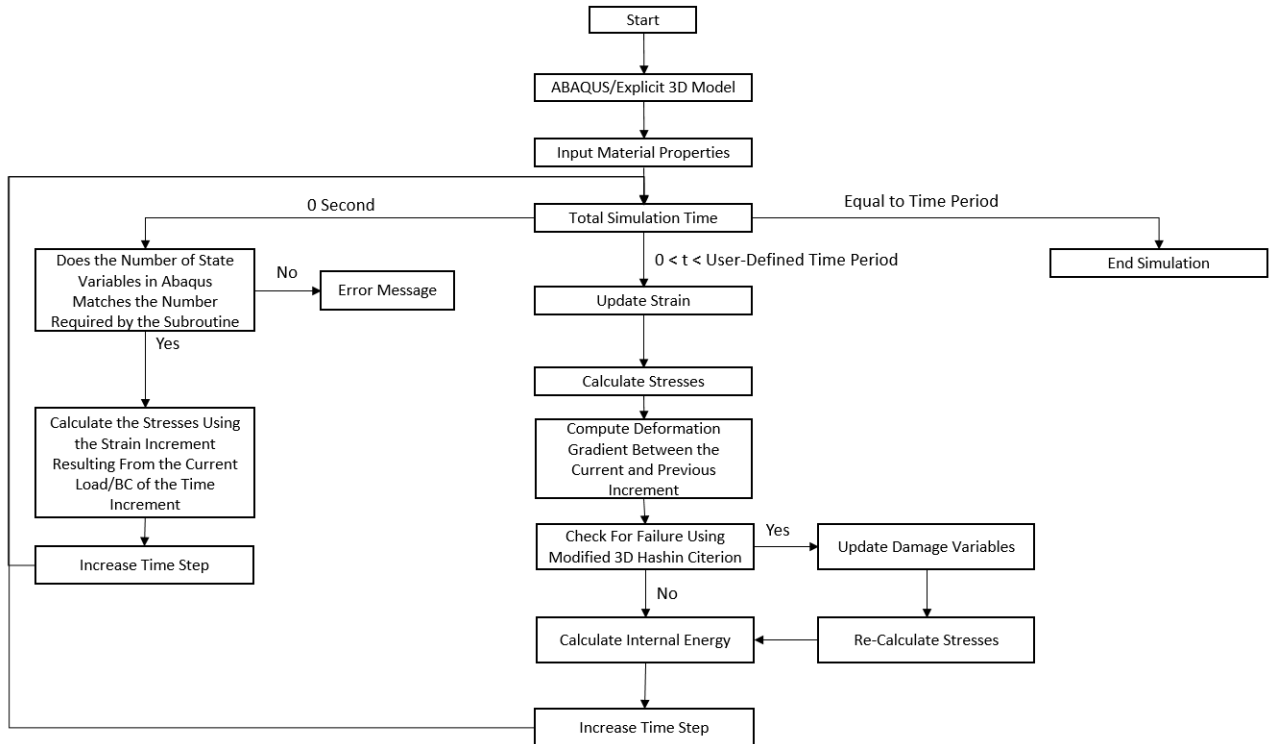 Start
ABAQUS/Explicit 3D Model
Input Material Properties
0 Second
Total Simulation Time
Equal to Time Period
Does the Number of State
Variables in Abaqus
Matches the Number
Required by the Subroutine
No
Error Message
0 < t < User-Defined Time Period
End Simulation
Update Strain
Yes
Calculate Stresses
Calculate the Stresses Using
the Strain Increment
Resulting From the Current
Load/BC of the Time
Increment
Compute Deformation
Gradient Between the
Current and Previous
Increment
Increase Time Step
Check For Failure Using
Modified 3D Hashin Citerion
Yes
Update Damage Variables
No
Calculate Internal Energy
Re-Calculate Stresses
Increase Time Step